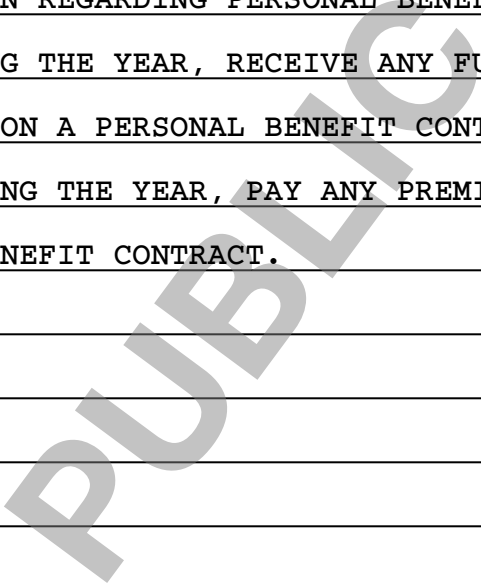 N REGARDING PERSONAL BENEF
G THE YEAR, RECEIVE ANY FU
ON A PERSONAL BENEFIT CONT
NG THE YEAR, PAY ANY PREMI
NEFIT CONTRACT.
PUBLIC